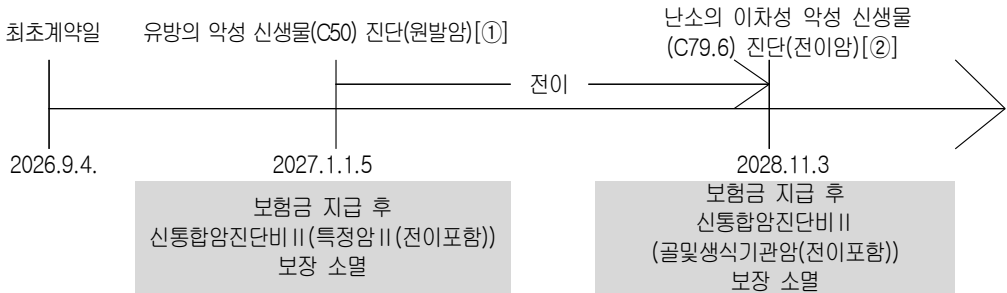 최초계약일
유방의 악성 신생물(C50) 진단(원발암)[①]
난소의 이차성 악성 신생물
(C79.6) 진단(전이암)[②]
전이
2026.9.4.
2027.1.1.5
2028.11.3
보험금 지급 후
신통합암진단비Ⅱ(특정암Ⅱ(전이포함))
보장 소멸
보험금 지급 후
신통합암진단비Ⅱ
(골및생식기관암(전이포함))
보장 소멸